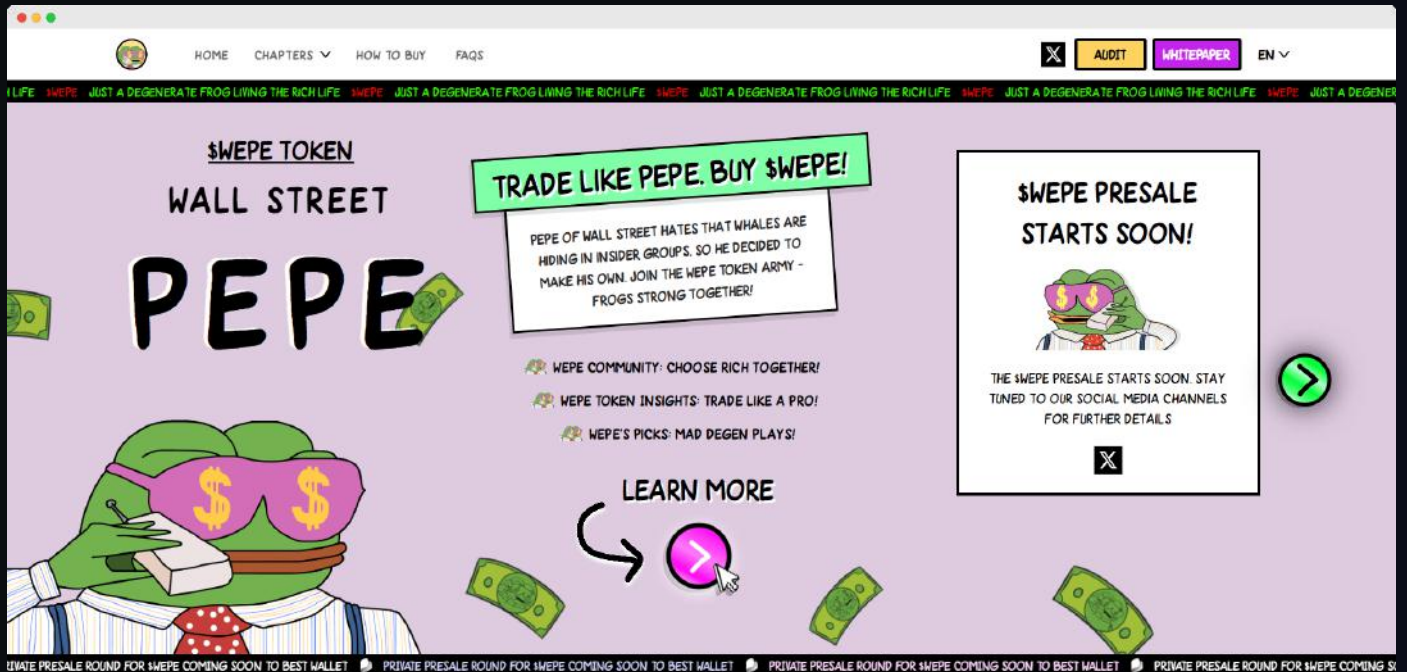 HOME
CHAPTERS
HOW TO BUY
FAQS
AUDIT
WHITEPAPER
EN
LIFE $WEPE JUST A DEGENERATE FROG LIVING THE RICH LIFE $WEPE JUST A DEGENERATE FROG LIVING THE RICH LIFE $WEPE JUST A DEGENERATE FROG LIVING THE RICH LIFE $WEPE JUST A DEGENERATE FROG LIVING THE RICH LIFE $WEPE JUST A DEGENER
$WEPE TOKEN
WALL STREET
PEPE
TRADE LIKE PEPE. BUY $WEPE!
PEPE OF WALL STREET HATES THAT WHALES ARE
HIDING IN INSIDER GROUPS. SO HE DECIDED TO
MAKE HIS OWN. JOIN THE WEPE TOKEN ARMY -
FROGS STRONG TOGETHER!
WEPE COMMUNITY: CHOOSE RICH TOGETHER!
WEPE TOKEN INSIGHTS: TRADE LIKE A PRO!
WEPE'S PICKS: MAD DEGEN PLAYS!
LEARN MORE
$WEPE PRESALE
STARTS SOON!
THE $WEPE PRESALE STARTS SOON. STAY
TUNED TO OUR SOCIAL MEDIA CHANNELS
FOR FURTHER DETAILS
$ $
PRIVATE PRESALE ROUND FOR $WEPE COMING SOON TO BEST WALLET PRIVATE PRESALE ROUND FOR $WEPE COMING SOON TO BEST WALLET PRIVATE PRESALE ROUND FOR $WEPE COMING SOON TO BEST WALLET PRIVATE PRESALE ROUND FOR $WEPE COMING S